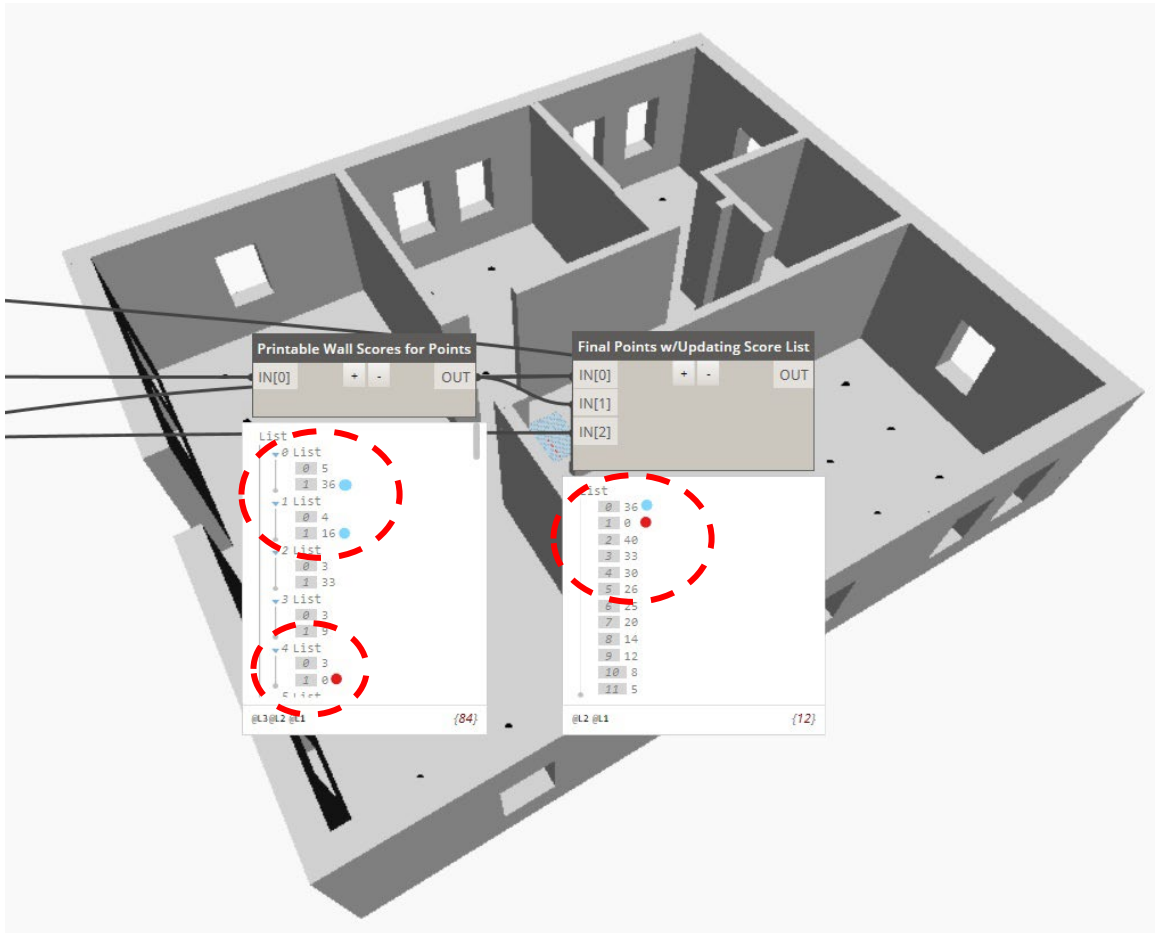 Printable Wall Scores for Points
IN[0] + - OUT
List
0 List
0 5
1 36
1 List
0 4
1 16
2 List
0 3
1 33
3 List
0 3
1 9
4 List
0 3
1 0
5 List
@L3 @L2 @L1 {84}
Final Points w/Updating Score List
IN[0] + - OUT
IN[1]
IN[2]
List
0 36
1 0
2 40
3 33
4 30
5 26
6 25
7 20
8 14
9 12
10 8
11 5
@L2 @L1 {12}